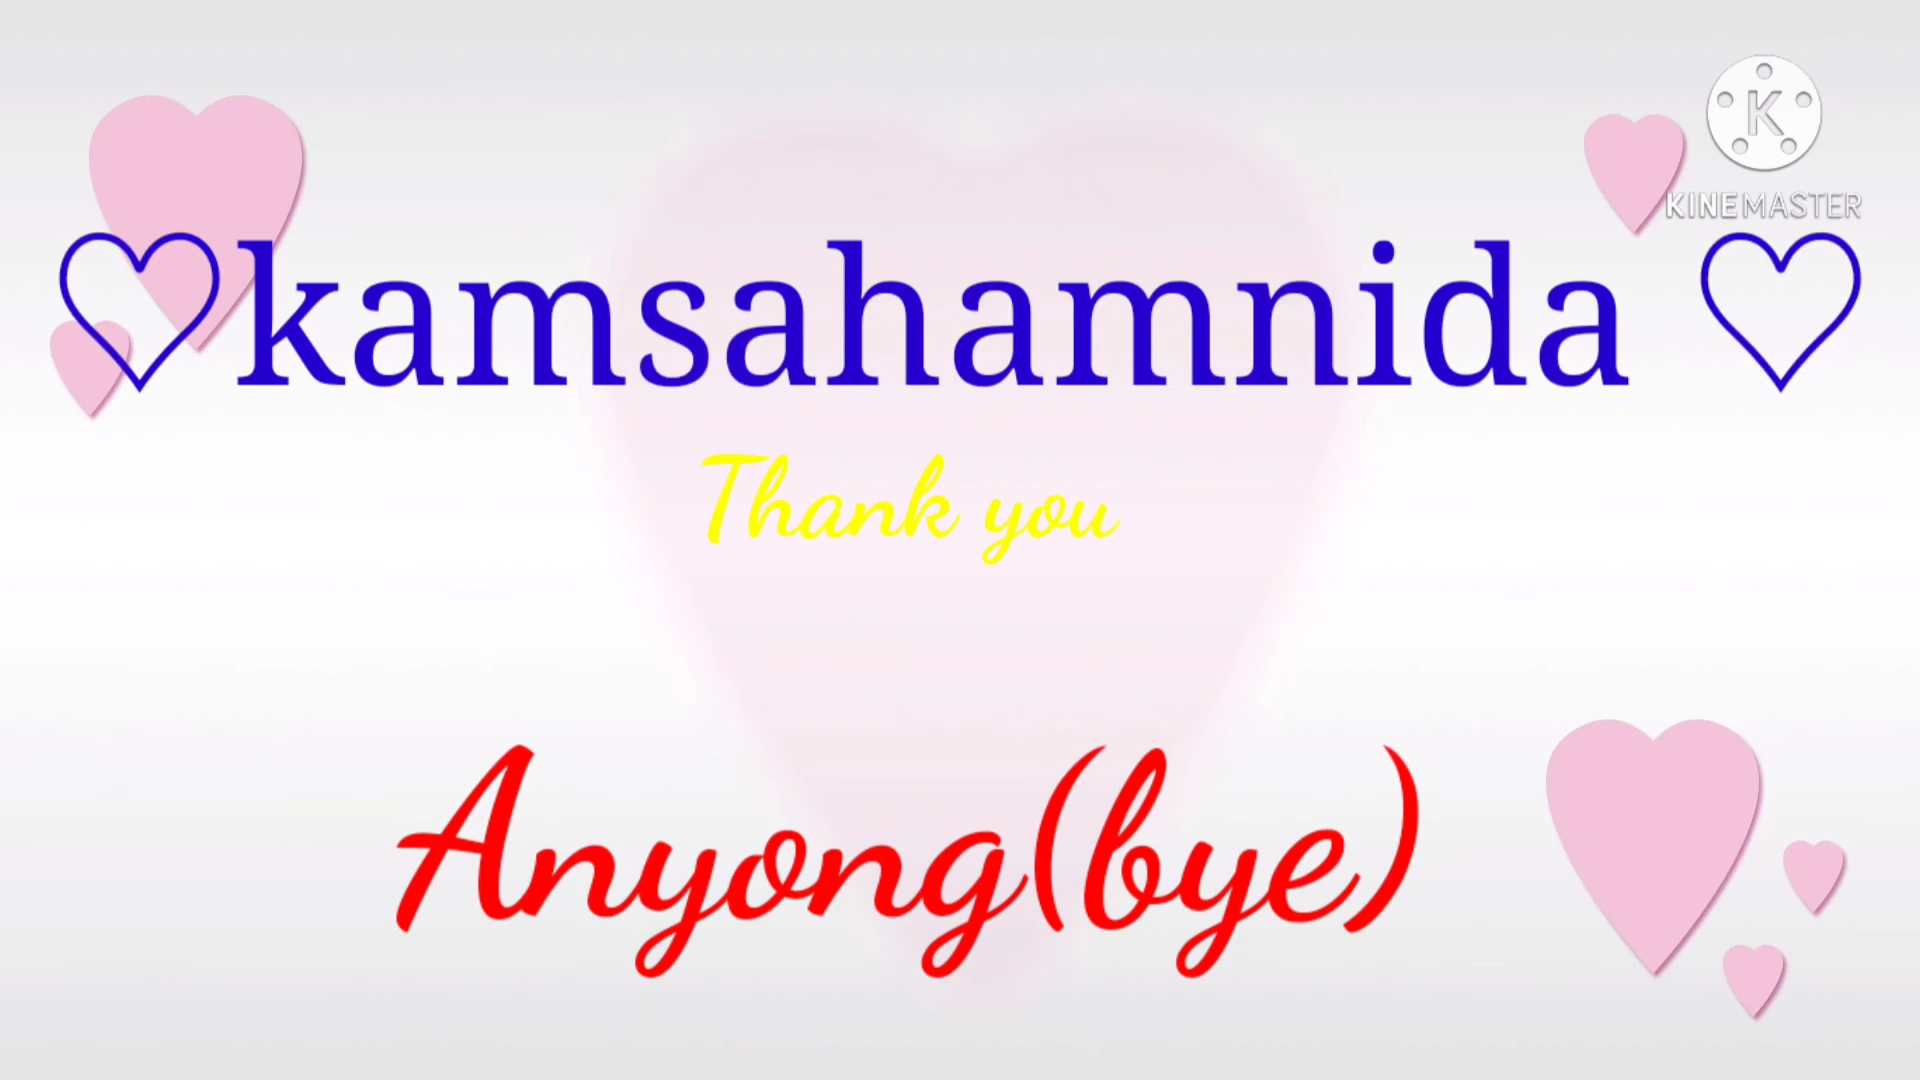 K
KINEMASTER
♡kamsahamnida ♡
Thank you
Anyong(bye)